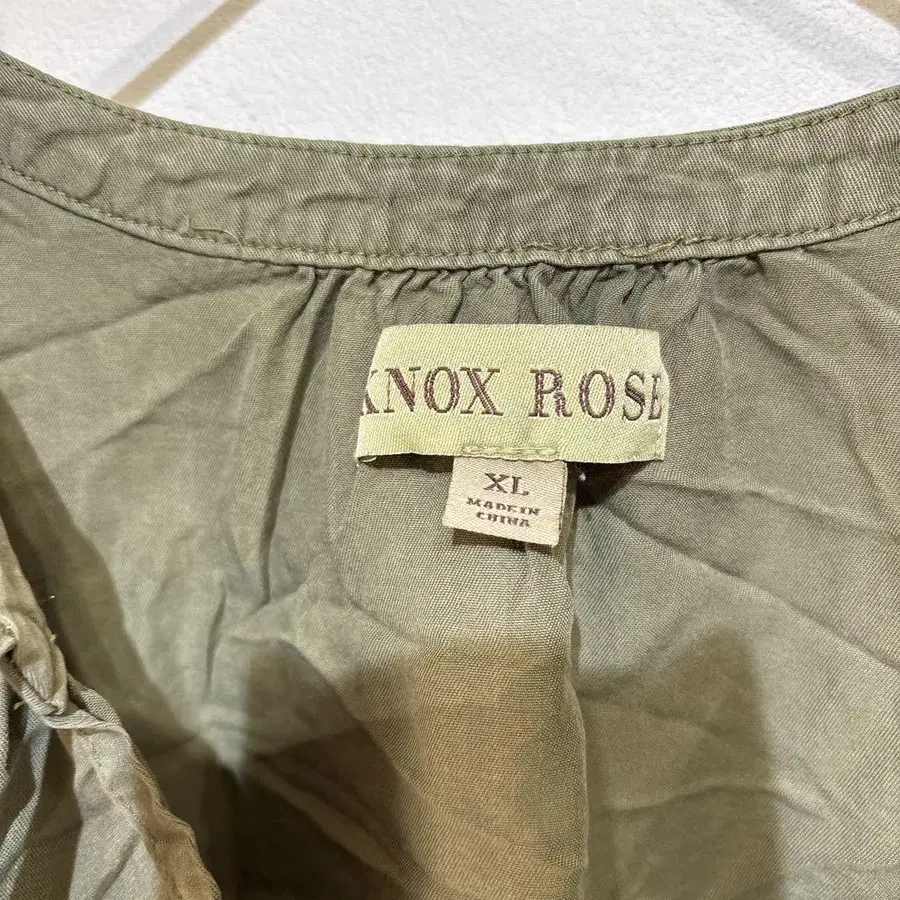 KNOX ROSE
XL
MADE IN
CHINA